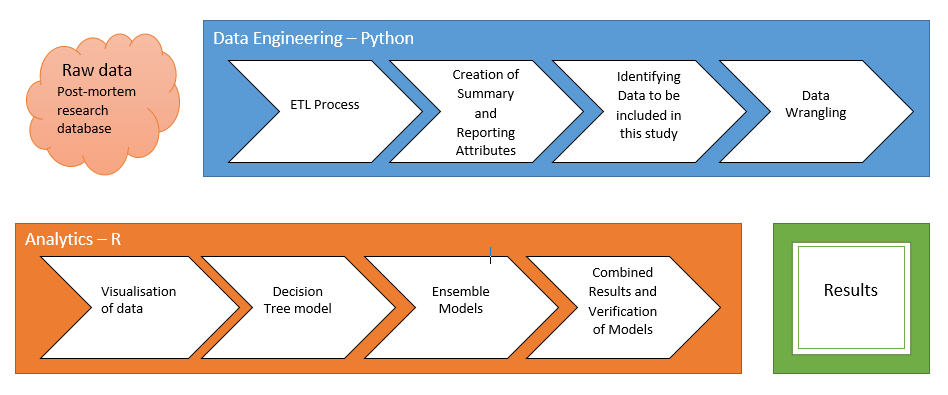 Raw data
Post-mortem
research
database
Data Engineering – Python
ETL Process
Creation of
Summary
and
Reporting
Attributes
Identifying
Data to be
included in
this study
Data
Wrangling
Analytics – R
Visualisation
of data
Decision
Tree model
Ensemble
Models
Combined
Results and
Verification
of Models
Results